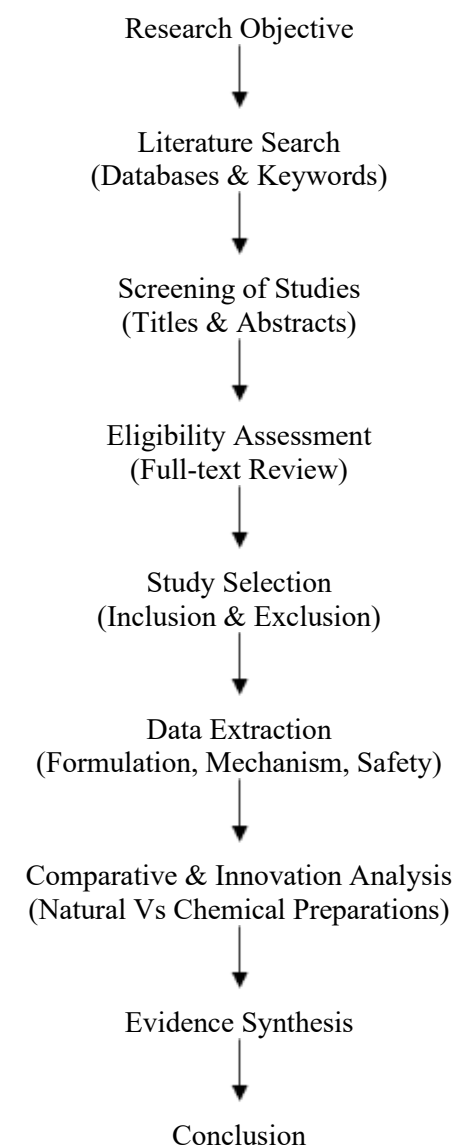 Research Objective
Literature Search
(Databases & Keywords)
Screening of Studies
(Titles & Abstracts)
Eligibility Assessment
(Full-text Review)
Study Selection
(Inclusion & Exclusion)
Data Extraction
(Formulation, Mechanism, Safety)
Comparative & Innovation Analysis
(Natural Vs Chemical Preparations)
Evidence Synthesis
Conclusion